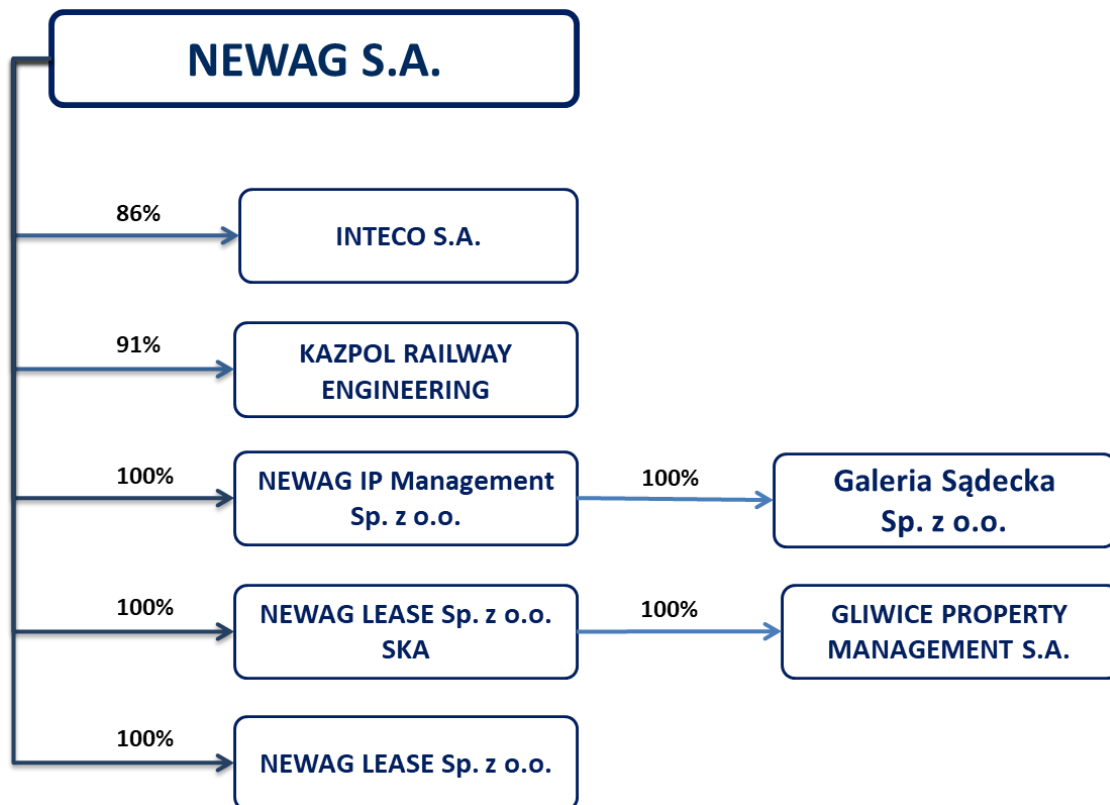 NEWAG S.A.
86%
INTECO S.A.
91%
KAZPOL RAILWAY
ENGINEERING
100%
NEWAG IP Management
Sp. z o.o.
100%
Galeria Sądecka
Sp. z o.o.
100%
NEWAG LEASE Sp. z o.o.
SKA
100%
GLIWICE PROPERTY
MANAGEMENT S.A.
100%
NEWAG LEASE Sp. z o.o.